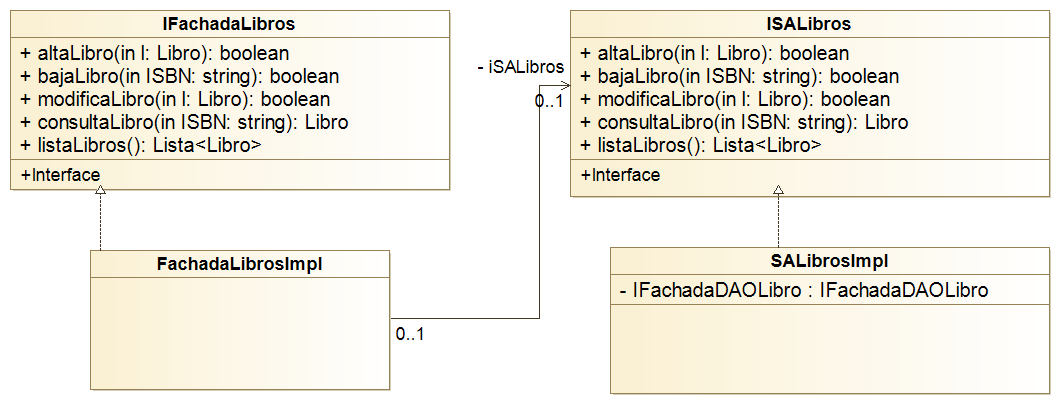 IFachadaLibros
+ altaLibro(in l: Libro): boolean
+ bajaLibro(in ISBN: string): boolean
+ modificaLibro(in l: Libro): boolean
+ consultaLibro(in ISBN: string): Libro
+ listaLibros(): Lista<Libro>
+Interface
- iSALibros
0..1
ISALibros
+ altaLibro(in l: Libro): boolean
+ bajaLibro(in ISBN: string): boolean
+ modificaLibro(in l: Libro): boolean
+ consultaLibro(in ISBN: string): Libro
+ listaLibros(): Lista<Libro>
+Interface
FachadaLibrosImpl
0..1
SALibrosImpl
- IFachadaDAOLibro : IFachadaDAOLibro